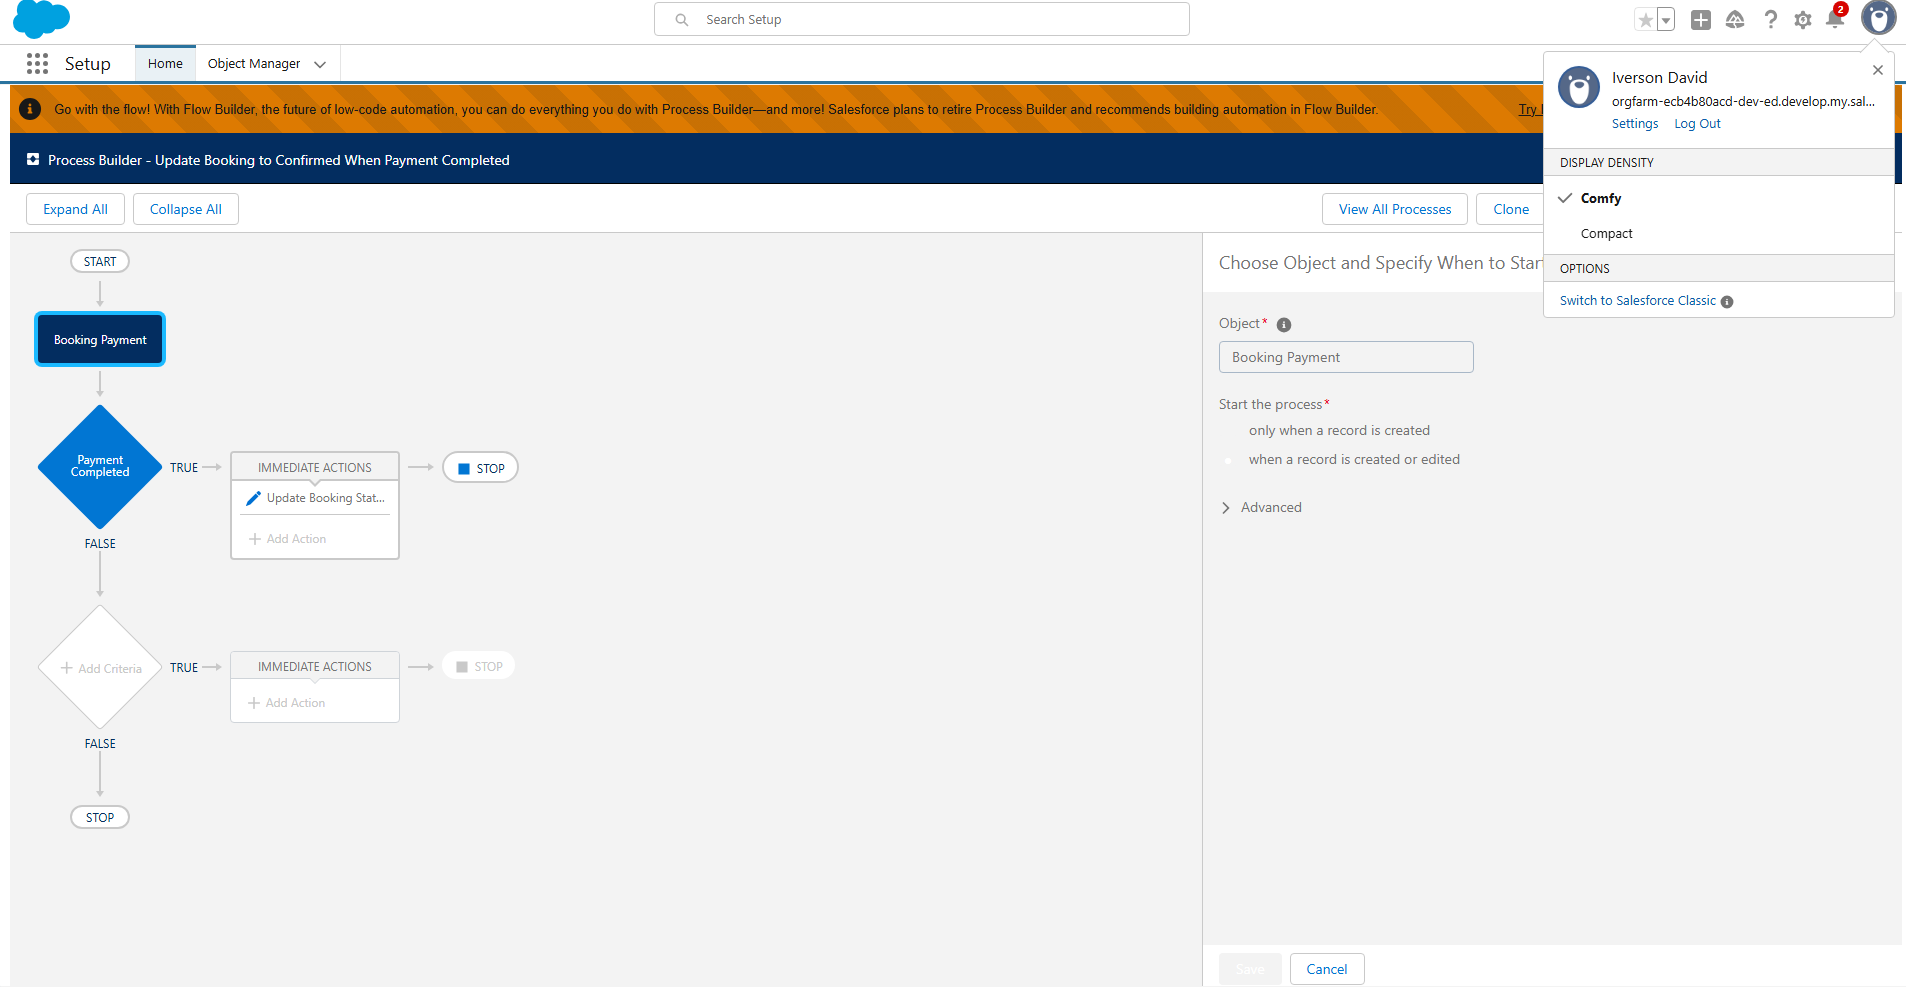 Search Setup
2
Setup
Home
Object Manager
Go with the flow! With Flow Builder, the future of low-code automation, you can do everything you do with Process Builder—and more! Salesforce plans to retire Process Builder and recommends building automation in Flow Builder.
Try
Process Builder - Update Booking to Confirmed When Payment Completed
Expand All
Collapse All
View All Processes
Clone
Iverson David
orgfarm-ecb4b80acd-dev-ed.develop.my.sal...
Settings
Log Out
DISPLAY DENSITY
Comfy
Compact
OPTIONS
Switch to Salesforce Classic
START
Booking Payment
Payment
Completed
TRUE
IMMEDIATE ACTIONS
Update Booking Stat...
Add Action
STOP
FALSE
Add Criteria
TRUE
IMMEDIATE ACTIONS
Add Action
STOP
FALSE
STOP
Choose Object and Specify When to Star
Object*
Booking Payment
Start the process*
only when a record is created
when a record is created or edited
Advanced
Save
Cancel